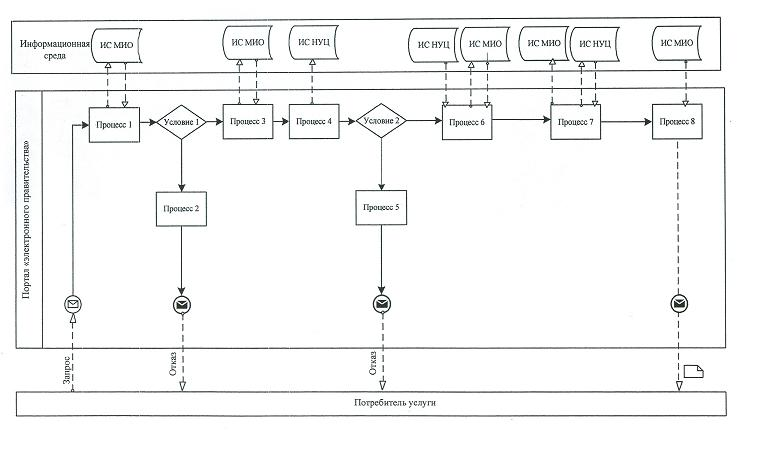 Информационная
среда
ИС МИО
ИС МИО
ИС НУЦ
ИС НУЦ
ИС МИО
ИС МИО
ИС НУЦ
ИС МИО
Портал «электронного правительства»
Процесс 1
Условие 1
Процесс 3
Процесс 4
Условие 2
Процесс 6
Процесс 7
Процесс 8
Процесс 2
Процесс 5
Запрос
Отказ
Отказ
Потребитель услуги